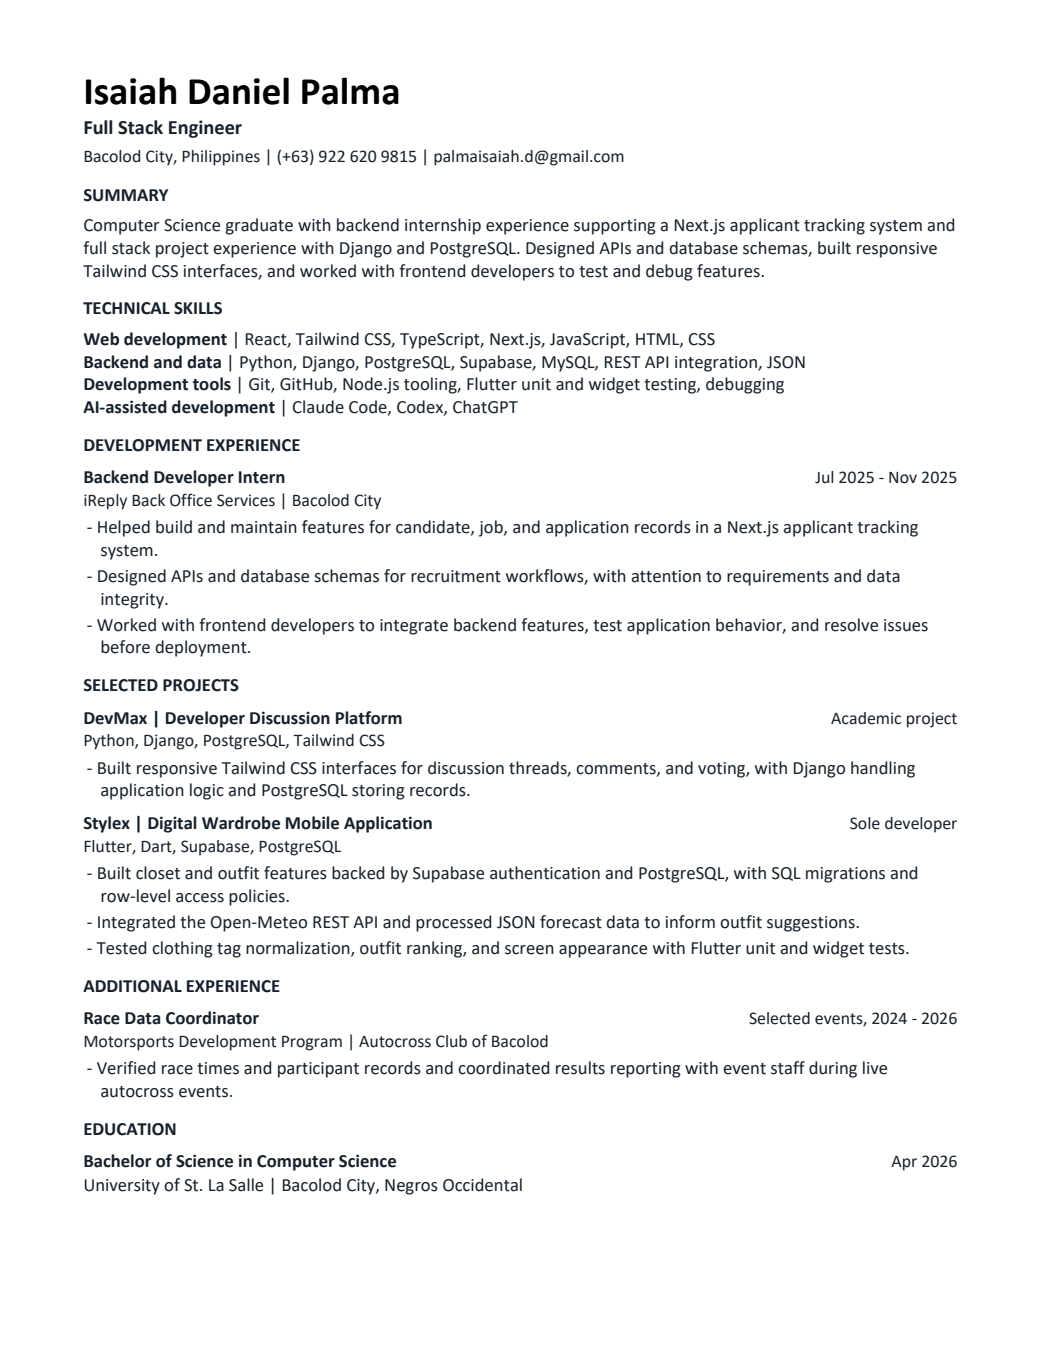 Isaiah Daniel Palma
Full Stack Engineer
Bacolod City, Philippines | (+63) 922 620 9815 | palmaisaiah.d@gmail.com
SUMMARY
Computer Science graduate with backend internship experience supporting a Next.js applicant tracking system and
full stack project experience with Django and PostgreSQL. Designed APIs and database schemas, built responsive
Tailwind CSS interfaces, and worked with frontend developers to test and debug features.
TECHNICAL SKILLS
Web development | React, Tailwind CSS, TypeScript, Next.js, JavaScript, HTML, CSS
Backend and data | Python, Django, PostgreSQL, Supabase, MySQL, REST API integration, JSON
Development tools | Git, GitHub, Node.js tooling, Flutter unit and widget testing, debugging
AI-assisted development | Claude Code, Codex, ChatGPT
DEVELOPMENT EXPERIENCE
Backend Developer Intern Jul 2025 - Nov 2025
iReply Back Office Services | Bacolod City
- Helped build and maintain features for candidate, job, and application records in a Next.js applicant tracking
system.
- Designed APIs and database schemas for recruitment workflows, with attention to requirements and data
integrity.
- Worked with frontend developers to integrate backend features, test application behavior, and resolve issues
before deployment.
SELECTED PROJECTS
DevMax | Developer Discussion Platform Academic project
Python, Django, PostgreSQL, Tailwind CSS
- Built responsive Tailwind CSS interfaces for discussion threads, comments, and voting, with Django handling
application logic and PostgreSQL storing records.
Stylex | Digital Wardrobe Mobile Application Sole developer
Flutter, Dart, Supabase, PostgreSQL
- Built closet and outfit features backed by Supabase authentication and PostgreSQL, with SQL migrations and
row-level access policies.
- Integrated the Open-Meteo REST API and processed JSON forecast data to inform outfit suggestions.
- Tested clothing tag normalization, outfit ranking, and screen appearance with Flutter unit and widget tests.
ADDITIONAL EXPERIENCE
Race Data Coordinator Selected events, 2024 - 2026
Motorsports Development Program | Autocross Club of Bacolod
- Verified race times and participant records and coordinated results reporting with event staff during live
autocross events.
EDUCATION
Bachelor of Science in Computer Science Apr 2026
University of St. La Salle | Bacolod City, Negros Occidental